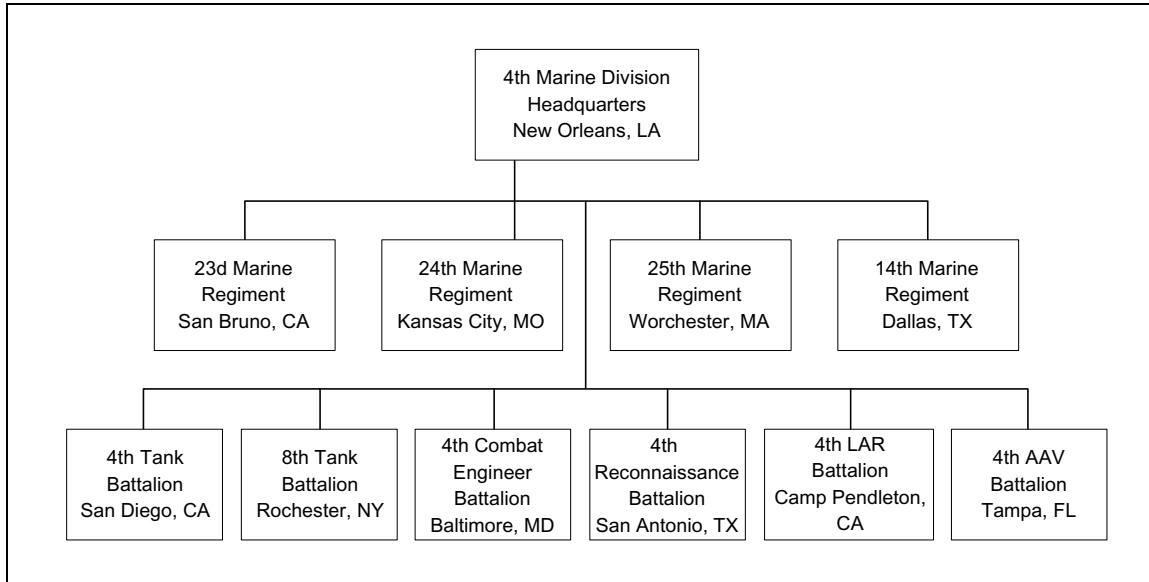 4th Marine Division
Headquarters
New Orleans, LA
23d Marine
Regiment
San Bruno, CA
24th Marine
Regiment
Kansas City, MO
25th Marine
Regiment
Worchester, MA
14th Marine
Regiment
Dallas, TX
4th Tank
Battalion
San Diego, CA
8th Tank
Battalion
Rochester, NY
4th Combat
Engineer
Battalion
Baltimore, MD
4th
Reconnaissance
Battalion
San Antonio, TX
4th LAR
Battalion
Camp Pendleton,
CA
4th AAV
Battalion
Tampa, FL